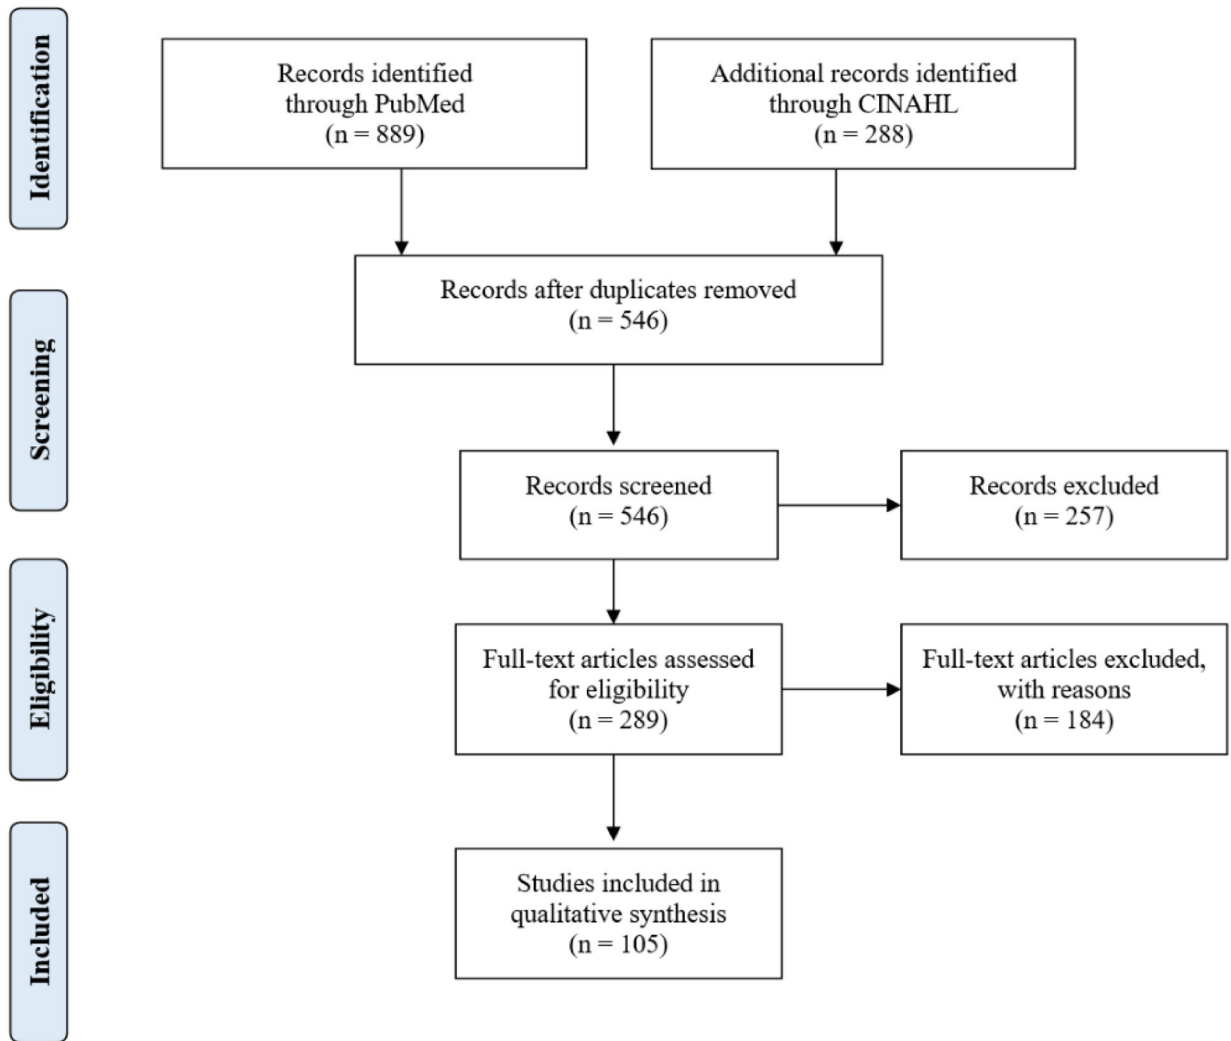 Identification
Records identified
through PubMed
(n = 889)
Additional records identified
through CINAHL
(n = 288)
Screening
Records after duplicates removed
(n = 546)
Records screened
(n = 546)
Records excluded
(n = 257)
Eligibility
Full-text articles assessed
for eligibility
(n = 289)
Full-text articles excluded,
with reasons
(n = 184)
Included
Studies included in
qualitative synthesis
(n = 105)